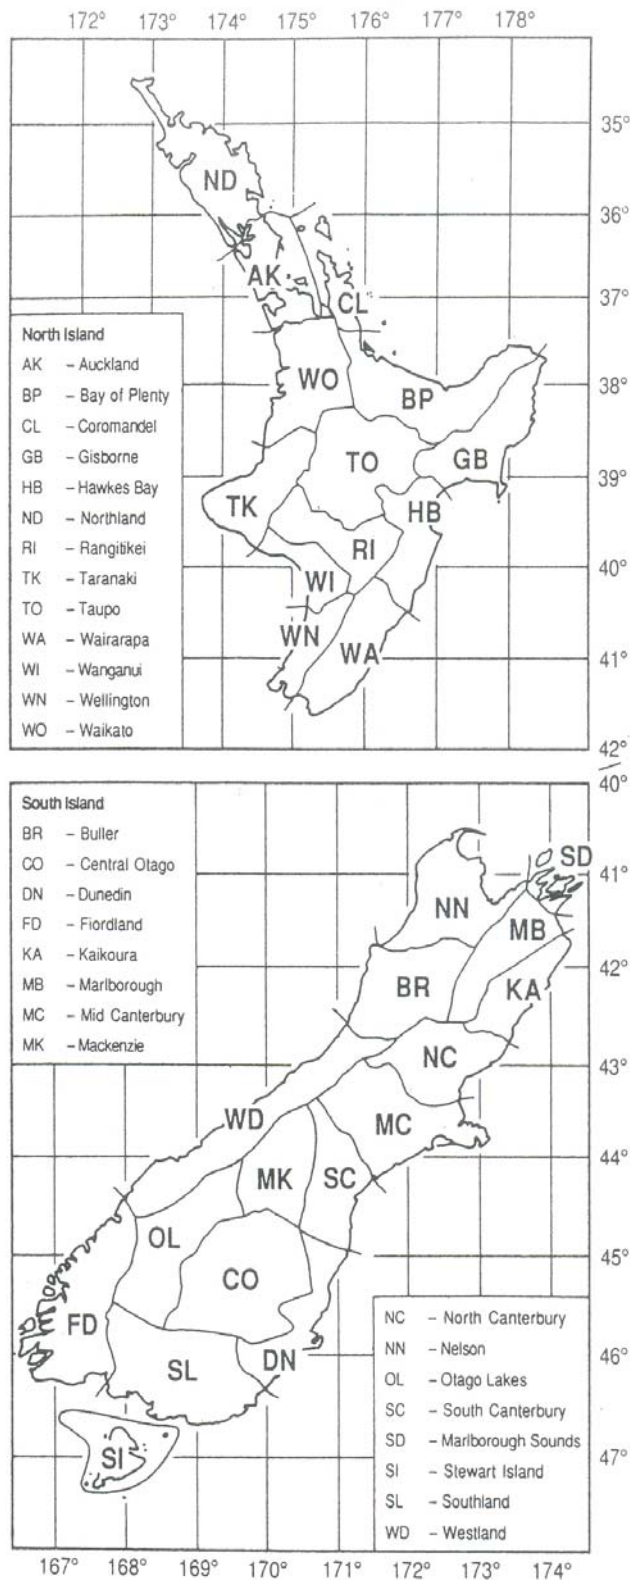 172° 173° 174° 175° 176° 177° 178°
35°
ND
36°
AK
CL
37°
North Island
AK – Auckland
BP – Bay of Plenty
CL – Coromandel
GB – Gisborne
HB – Hawkes Bay
ND – Northland
RI – Rangitikei
TK – Taranaki
TO – Taupo
WA – Wairarapa
WI – Wanganui
WN – Wellington
WO – Waikato
WO
BP
38°
TO
GB
39°
TK
HB
RI
40°
WI
WN
WA
41°
42°
40°
South Island
BR – Buller
CO – Central Otago
DN – Dunedin
FD – Fiordland
KA – Kaikoura
MB – Marlborough
MC – Mid Canterbury
MK – Mackenzie
SD
41°
NN
MB
42°
BR
KA
NC
43°
WD
MC
44°
MK
SC
OL
45°
CO
FD
SL
DN
46°
SI
47°
NC – North Canterbury
NN – Nelson
OL – Otago Lakes
SC – South Canterbury
SD – Marlborough Sounds
SI – Stewart Island
SL – Southland
WD – Westland
167° 168° 169° 170° 171° 172° 173° 174°